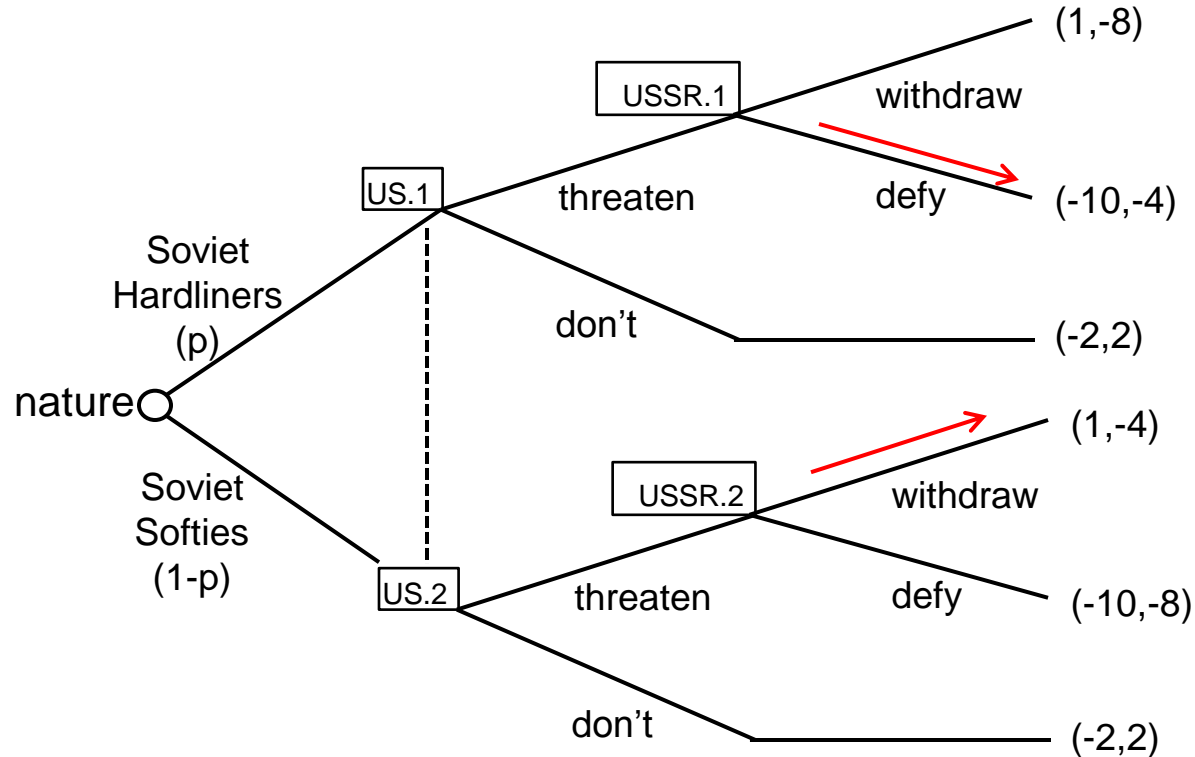 (1,-8)
USSR.1
withdraw
US.1
threaten
defy
(-10,-4)
Soviet
Hardliners
(p)
don't
(-2,2)
nature
(1,-4)
Soviet
Softies
(1-p)
USSR.2
withdraw
US.2
threaten
defy
(-10,-8)
don't
(-2,2)